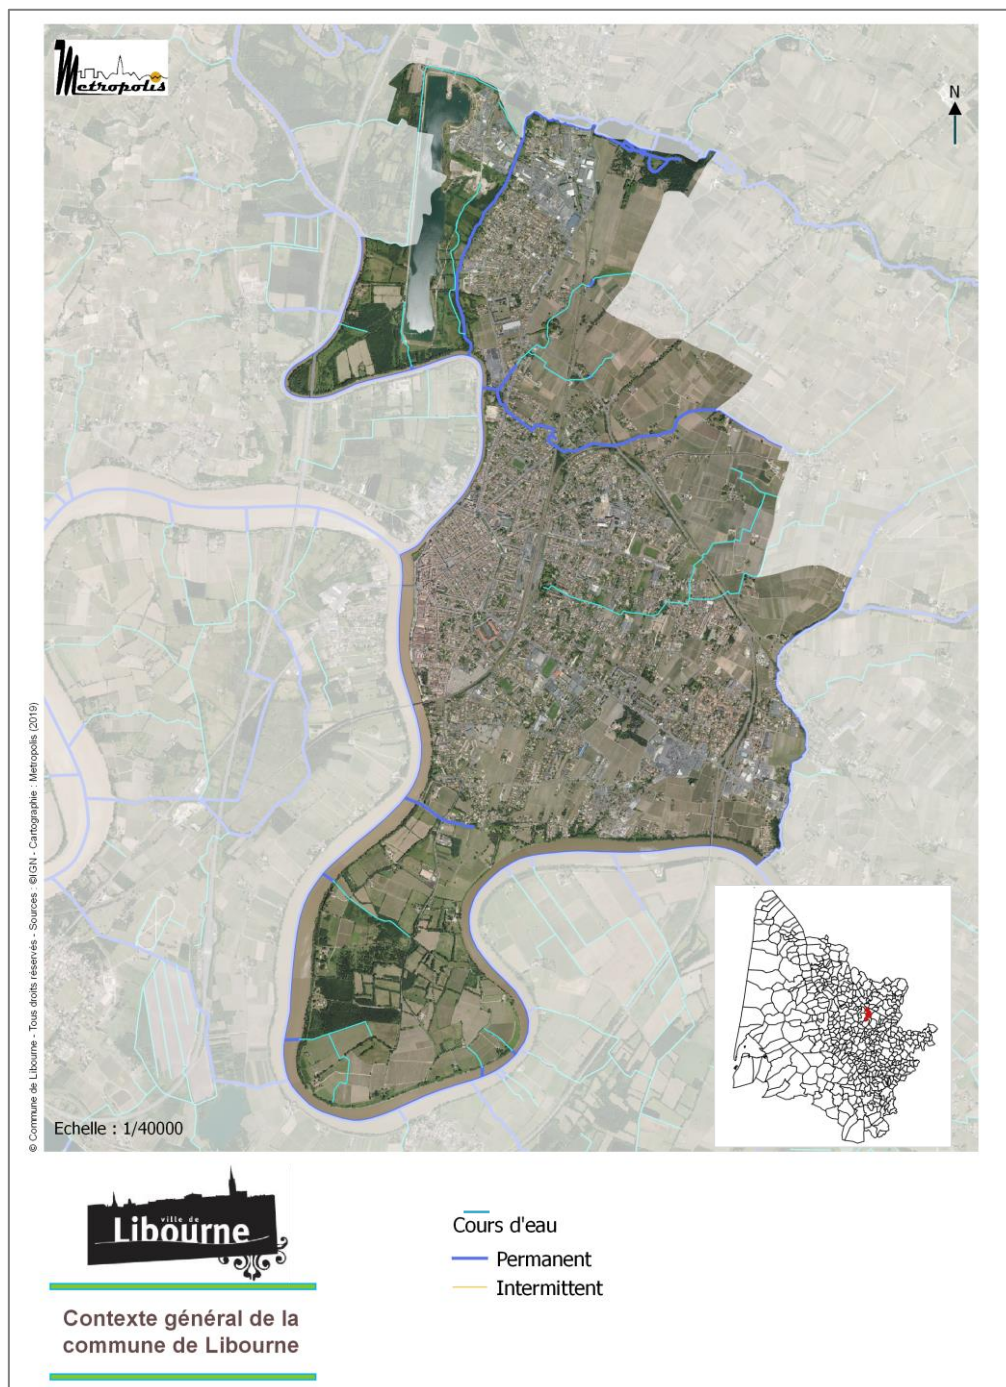 Metropolis
N
© Commune de Libourne - Tous droits réservés - Sources : ©IGN - Cartographie : Metropolis (2019)
Echelle : 1/40000
ville de
Libourne
Contexte général de la
commune de Libourne
Cours d'eau
Permanent
Intermittent